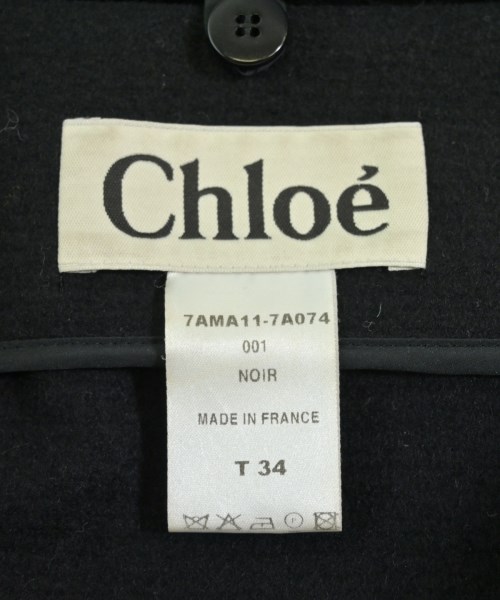 Chloé
7AMA11-7A074
001
NOIR
MADE IN FRANCE
T 34